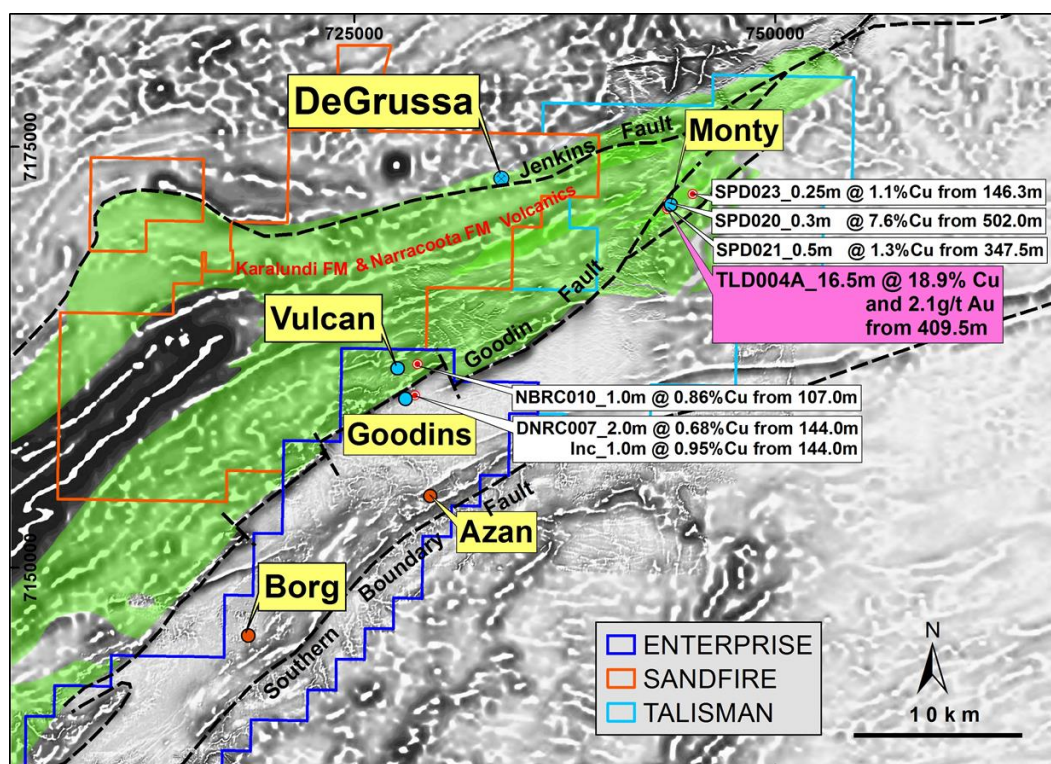 725000
750000
7175000
7150000
DeGrussa
Jenkins Fault
Monty
SPD023_0.25m @ 1.1%Cu from 146.3m
SPD020_0.3m @ 7.6%Cu from 502.0m
SPD021_0.5m @ 1.3%Cu from 347.5m
TLD004A_16.5m @ 18.9% Cu
and 2.1g/t Au
from 409.5m
Karalundi FM & Narracoota FM Volcanics
Vulcan
Goodin Fault
NBRC010_1.0m @ 0.86%Cu from 107.0m
DNRC007_2.0m @ 0.68%Cu from 144.0m
Inc_1.0m @ 0.95%Cu from 144.0m
Goodins
Azan
Borg
Southern Boundary Fault
ENTERPRISE
SANDFIRE
TALISMAN
N
10 km